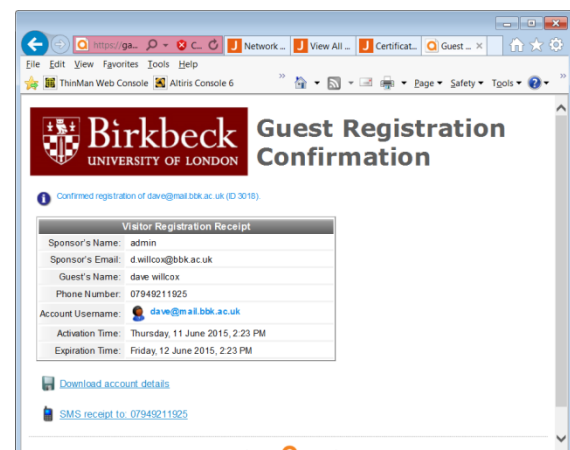 https://ga...
Network ...
View All ...
Certificat...
Guest ...
File Edit View Favorites Tools Help
ThinMan Web Console Altiris Console 6 Page Safety Tools
Birkbeck
UNIVERSITY OF LONDON
Guest Registration
Confirmation
Confirmed registration of dave@mail.bbk.ac.uk (ID 3018).
Visitor Registration Receipt
Sponsor's Name: admin
Sponsor's Email: d.willcox@bbk.ac.uk
Guest's Name: dave willcox
Phone Number: 07949211925
Account Username: dave@mail.bbk.ac.uk
Activation Time: Thursday, 11 June 2015, 2:23 PM
Expiration Time: Friday, 12 June 2015, 2:23 PM
Download account details
SMS receipt to: 07949211925